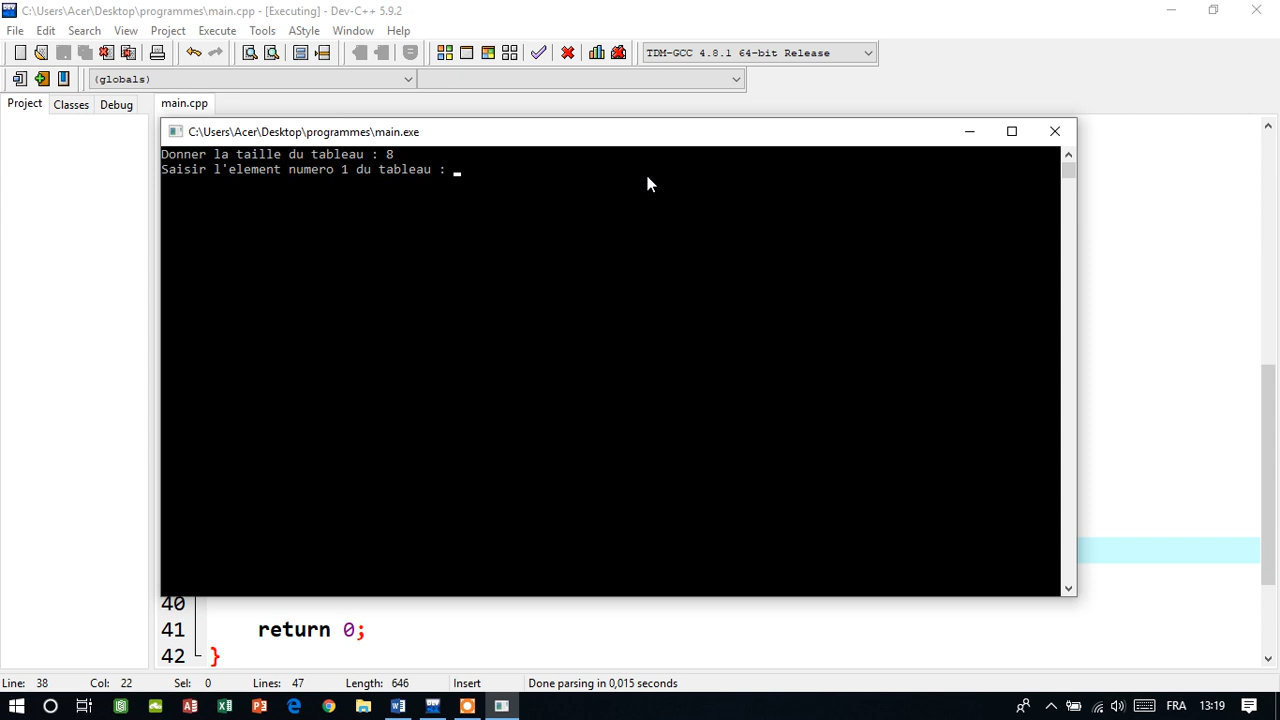 C:\Users\Acer\Desktop\programmes\main.cpp - [Executing] - Dev-C++ 5.9.2
File Edit Search View Project Execute Tools AStyle Window Help
TDM-GCC 4.8.1 64-bit Release
(globals)
Project Classes Debug main.cpp
C:\Users\Acer\Desktop\programmes\main.exe
Donner la taille du tableau : 8
Saisir l'element numero 1 du tableau :
40
41 return 0;
42 }
Line: 38 Col: 22 Sel: 0 Lines: 47 Length: 646 Insert Done parsing in 0,015 seconds
FRA 13:19